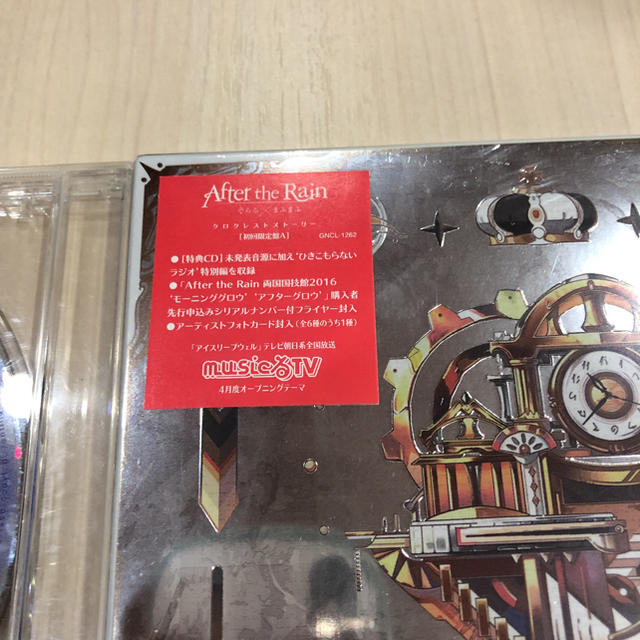 After the Rain
そらる×まふまふ
クロクレストストーリー
[初回限定盤A] GNCL-1262
●[特典CD]未発表音源に加え"ひきこもらない
ラジオ"特別編を収録
●「After the Rain 両国国技館2016
"モーニンググロウ" "アフターグロウ"」購入者
先行申込みシリアルナンバー付フライヤー封入
●アーティストフォトカード封入(全6種のうち1種)
「アイスリープウェル」テレビ朝日系全国放送
musicるTV
4月度オープニングテーマ